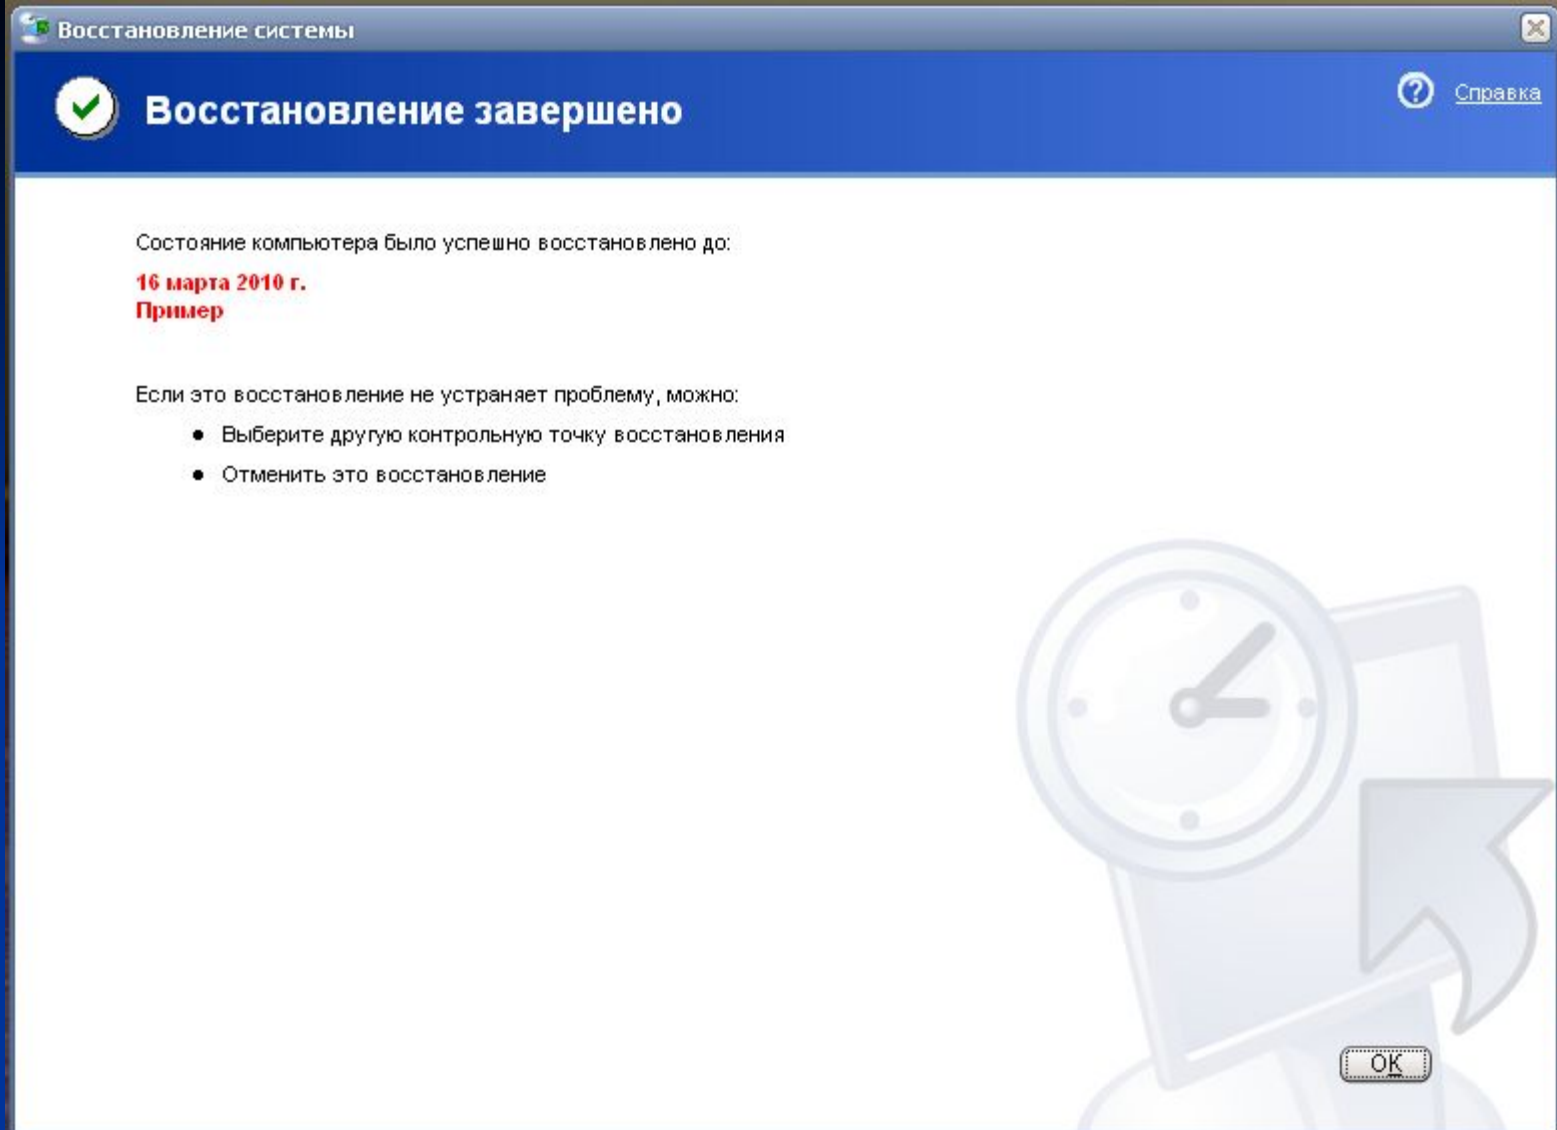 Восстановление системы
Восстановление завершено
Справка
Состояние компьютера было успешно восстановлено до:
16 марта 2010 г.
Пример
Если это восстановление не устраняет проблему, можно:
● Выберите другую контрольную точку восстановления
● Отменить это восстановление
OK